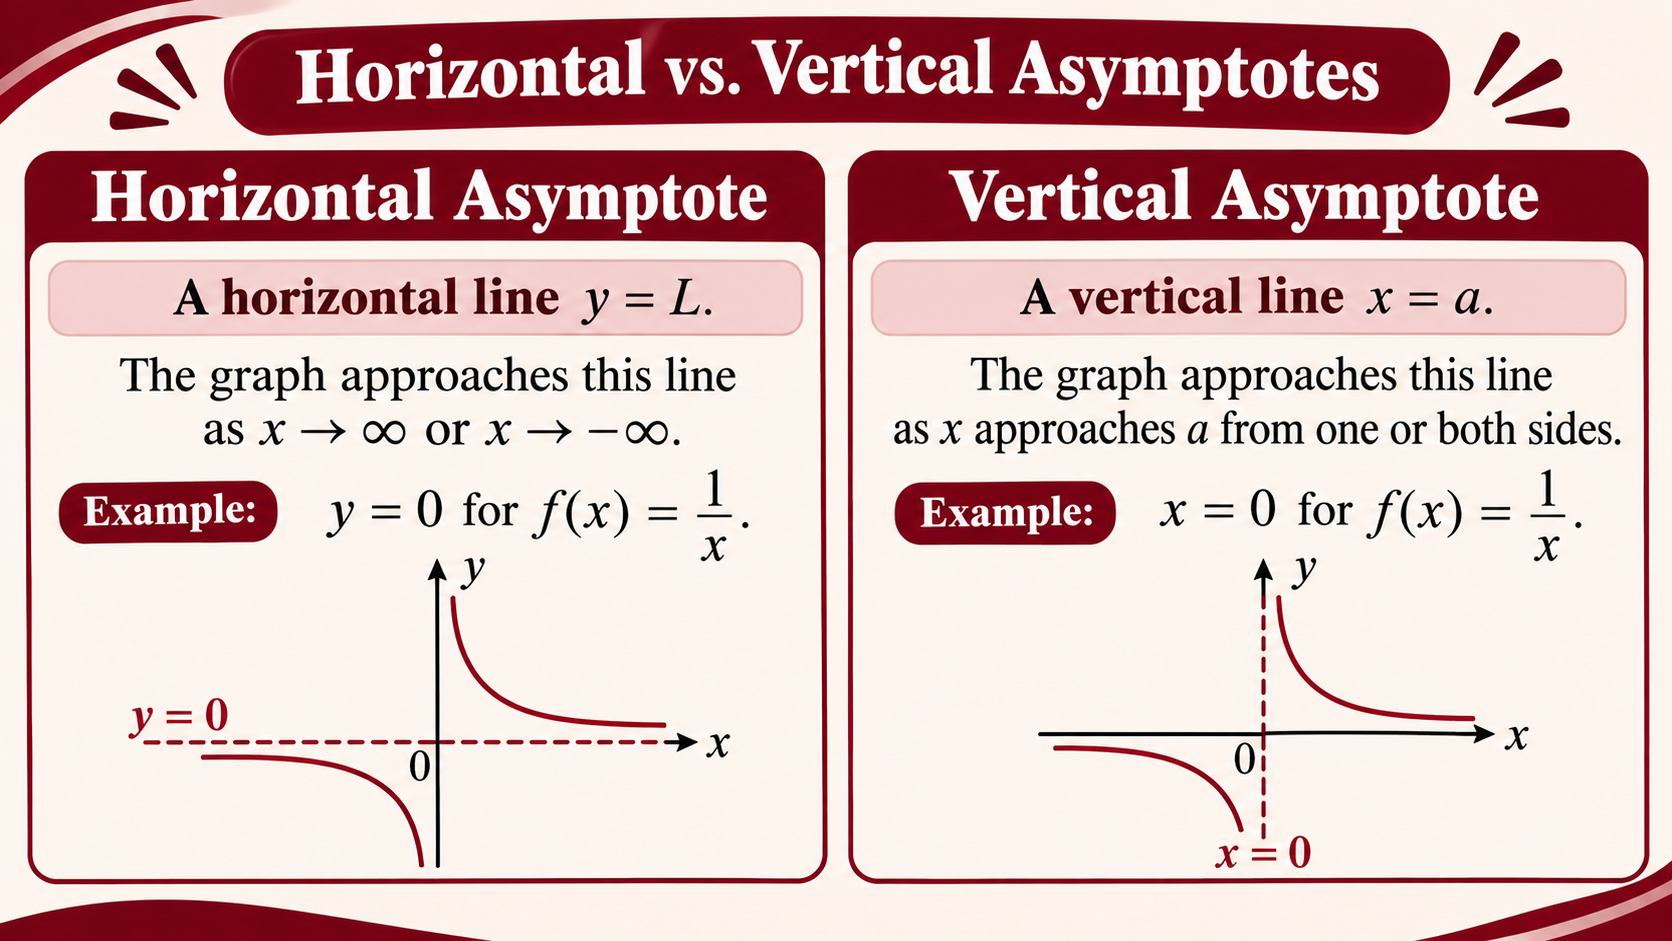 Horizontal vs. Vertical Asymptotes
Horizontal Asymptote
A horizontal line y = L.
The graph approaches this line
as x → ∞ or x → −∞.
Example: y = 0 for f(x) = 1/x.
y
y = 0
0
x
Vertical Asymptote
A vertical line x = a.
The graph approaches this line
as x approaches a from one or both sides.
Example: x = 0 for f(x) = 1/x.
y
x
0
x = 0